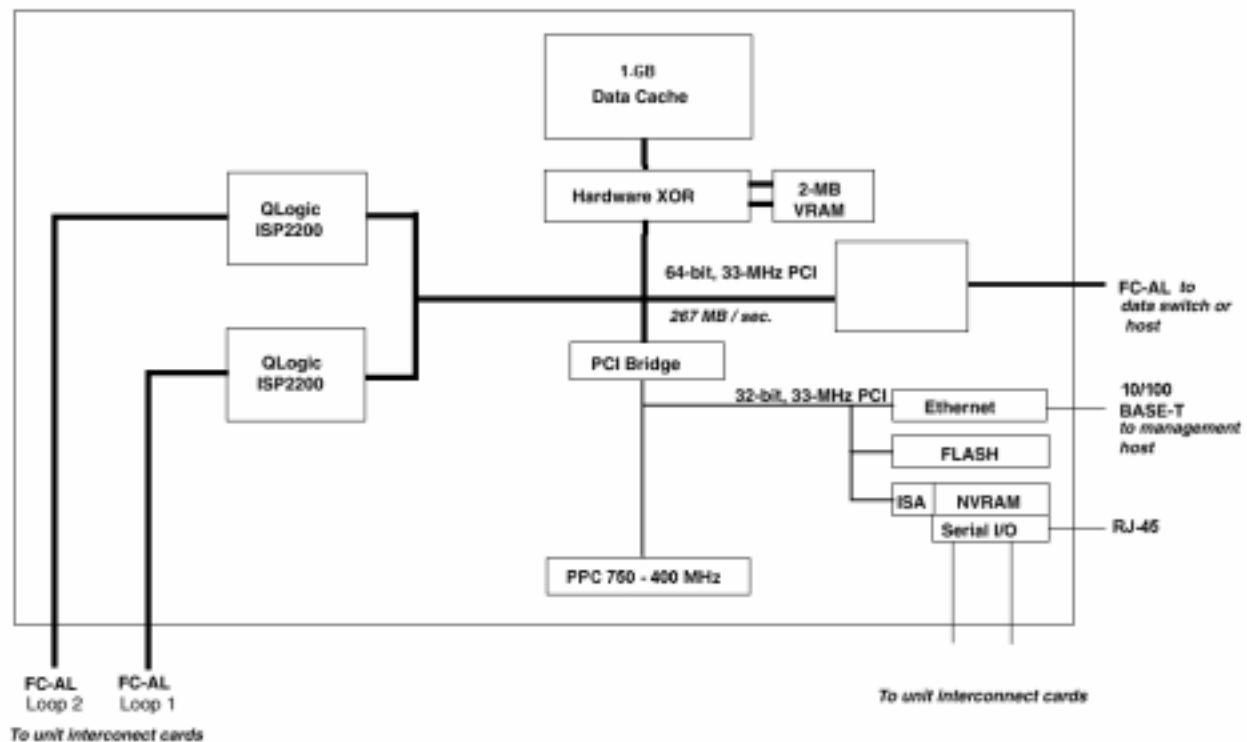 1-GB
Data Cache
Hardware XOR
2-MB
VRAM
QLogic
ISP2200
64-bit, 33-MHz PCI
267 MB / sec.
FC-AL to
data switch or
host
QLogic
ISP2200
PCI Bridge
32-bit, 33-MHz PCI
Ethernet
10/100
BASE-T
to management
host
FLASH
ISA
NVRAM
Serial I/O
RJ-45
PPC 750 - 400 MHz
FC-AL
Loop 2
FC-AL
Loop 1
To unit interconect cards
To unit interconnect cards